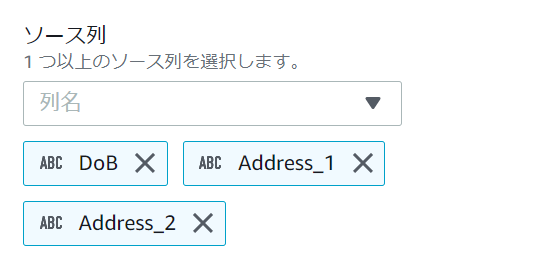 ソース列
1 つ以上のソース列を選択します。
列名
ABC DoB ABC Address_1
ABC Address_2